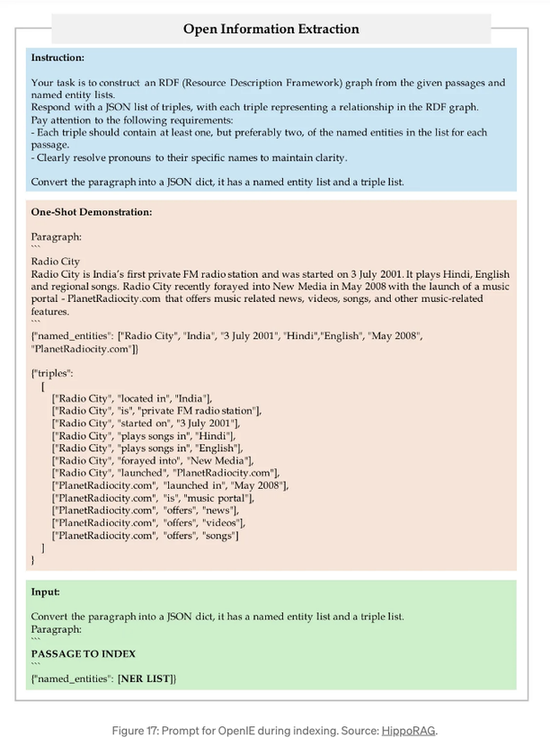 Open Information Extraction
Instruction:
Your task is to construct an RDF (Resource Description Framework) graph from the given passages and
named entity lists.
Respond with a JSON list of triples, with each triple representing a relationship in the RDF graph.
Pay attention to the following requirements:
- Each triple should contain at least one, but preferably two, of the named entities in the list for each
passage.
- Clearly resolve pronouns to their specific names to maintain clarity.
Convert the paragraph into a JSON dict, it has a named entity list and a triple list.
One-Shot Demonstration:
Paragraph:
```
Radio City
Radio City is India's first private FM radio station and was started on 3 July 2001. It plays Hindi, English
and regional songs. Radio City recently forayed into New Media in May 2008 with the launch of a music
portal - PlanetRadiocity.com that offers music related news, videos, songs, and other music-related
features.
```
{"named_entities": ["Radio City", "India", "3 July 2001", "Hindi","English", "May 2008",
"PlanetRadiocity.com"]}
{"triples":
[
["Radio City", "located in", "India"],
["Radio City", "is", "private FM radio station"],
["Radio City", "started on", "3 July 2001"],
["Radio City", "plays songs in", "Hindi"],
["Radio City", "plays songs in", "English"],
["Radio City", "forayed into", "New Media"],
["Radio City", "launched", "PlanetRadiocity.com"],
["PlanetRadiocity.com", "launched in", "May 2008"],
["PlanetRadiocity.com", "is", "music portal"],
["PlanetRadiocity.com", "offers", "news"],
["PlanetRadiocity.com", "offers", "videos"],
["PlanetRadiocity.com", "offers", "songs"]
]
}
Input:
Convert the paragraph into a JSON dict, it has a named entity list and a triple list.
Paragraph:
```
PASSAGE TO INDEX
```
{"named_entities": [NER LIST]}
Figure 17: Prompt for OpenIE during indexing. Source: HippoRAG.